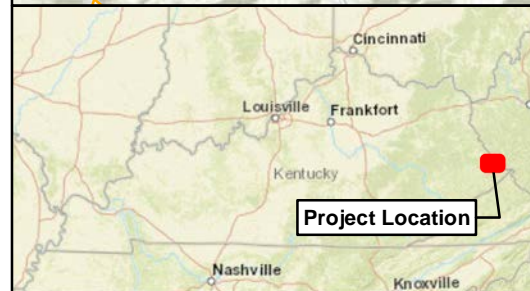 Cincinnati
Louisville
Frankfort
Kentucky
Project Location
Nashville
Knoxville